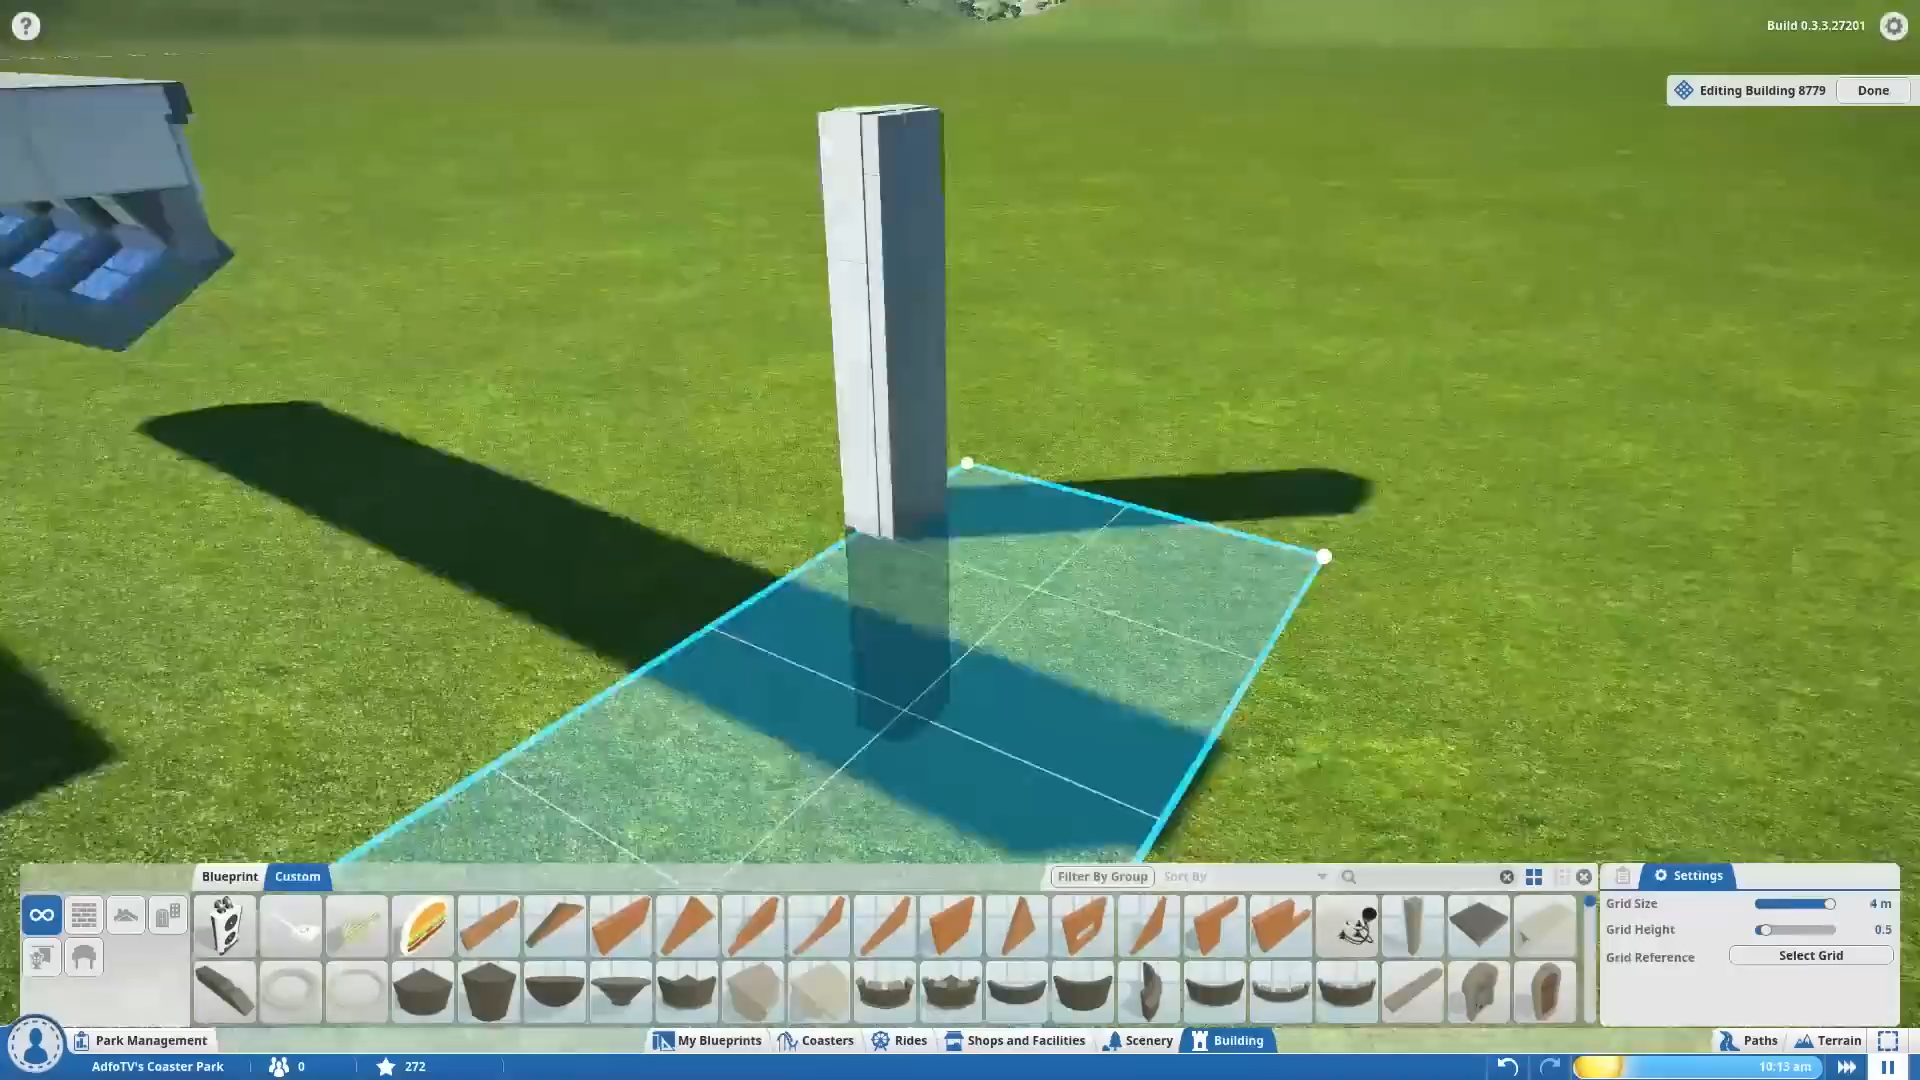 ?
Build 0.3.3.27201
Editing Building 8779
Done
Blueprint
Custom
Filter By Group
Sort By
Settings
Grid Size
4 m
Grid Height
0.5
Grid Reference
Select Grid
Park Management
My Blueprints
Coasters
Rides
Shops and Facilities
Scenery
Building
Paths
Terrain
AdfoTV's Coaster Park
0
272
10:13 am